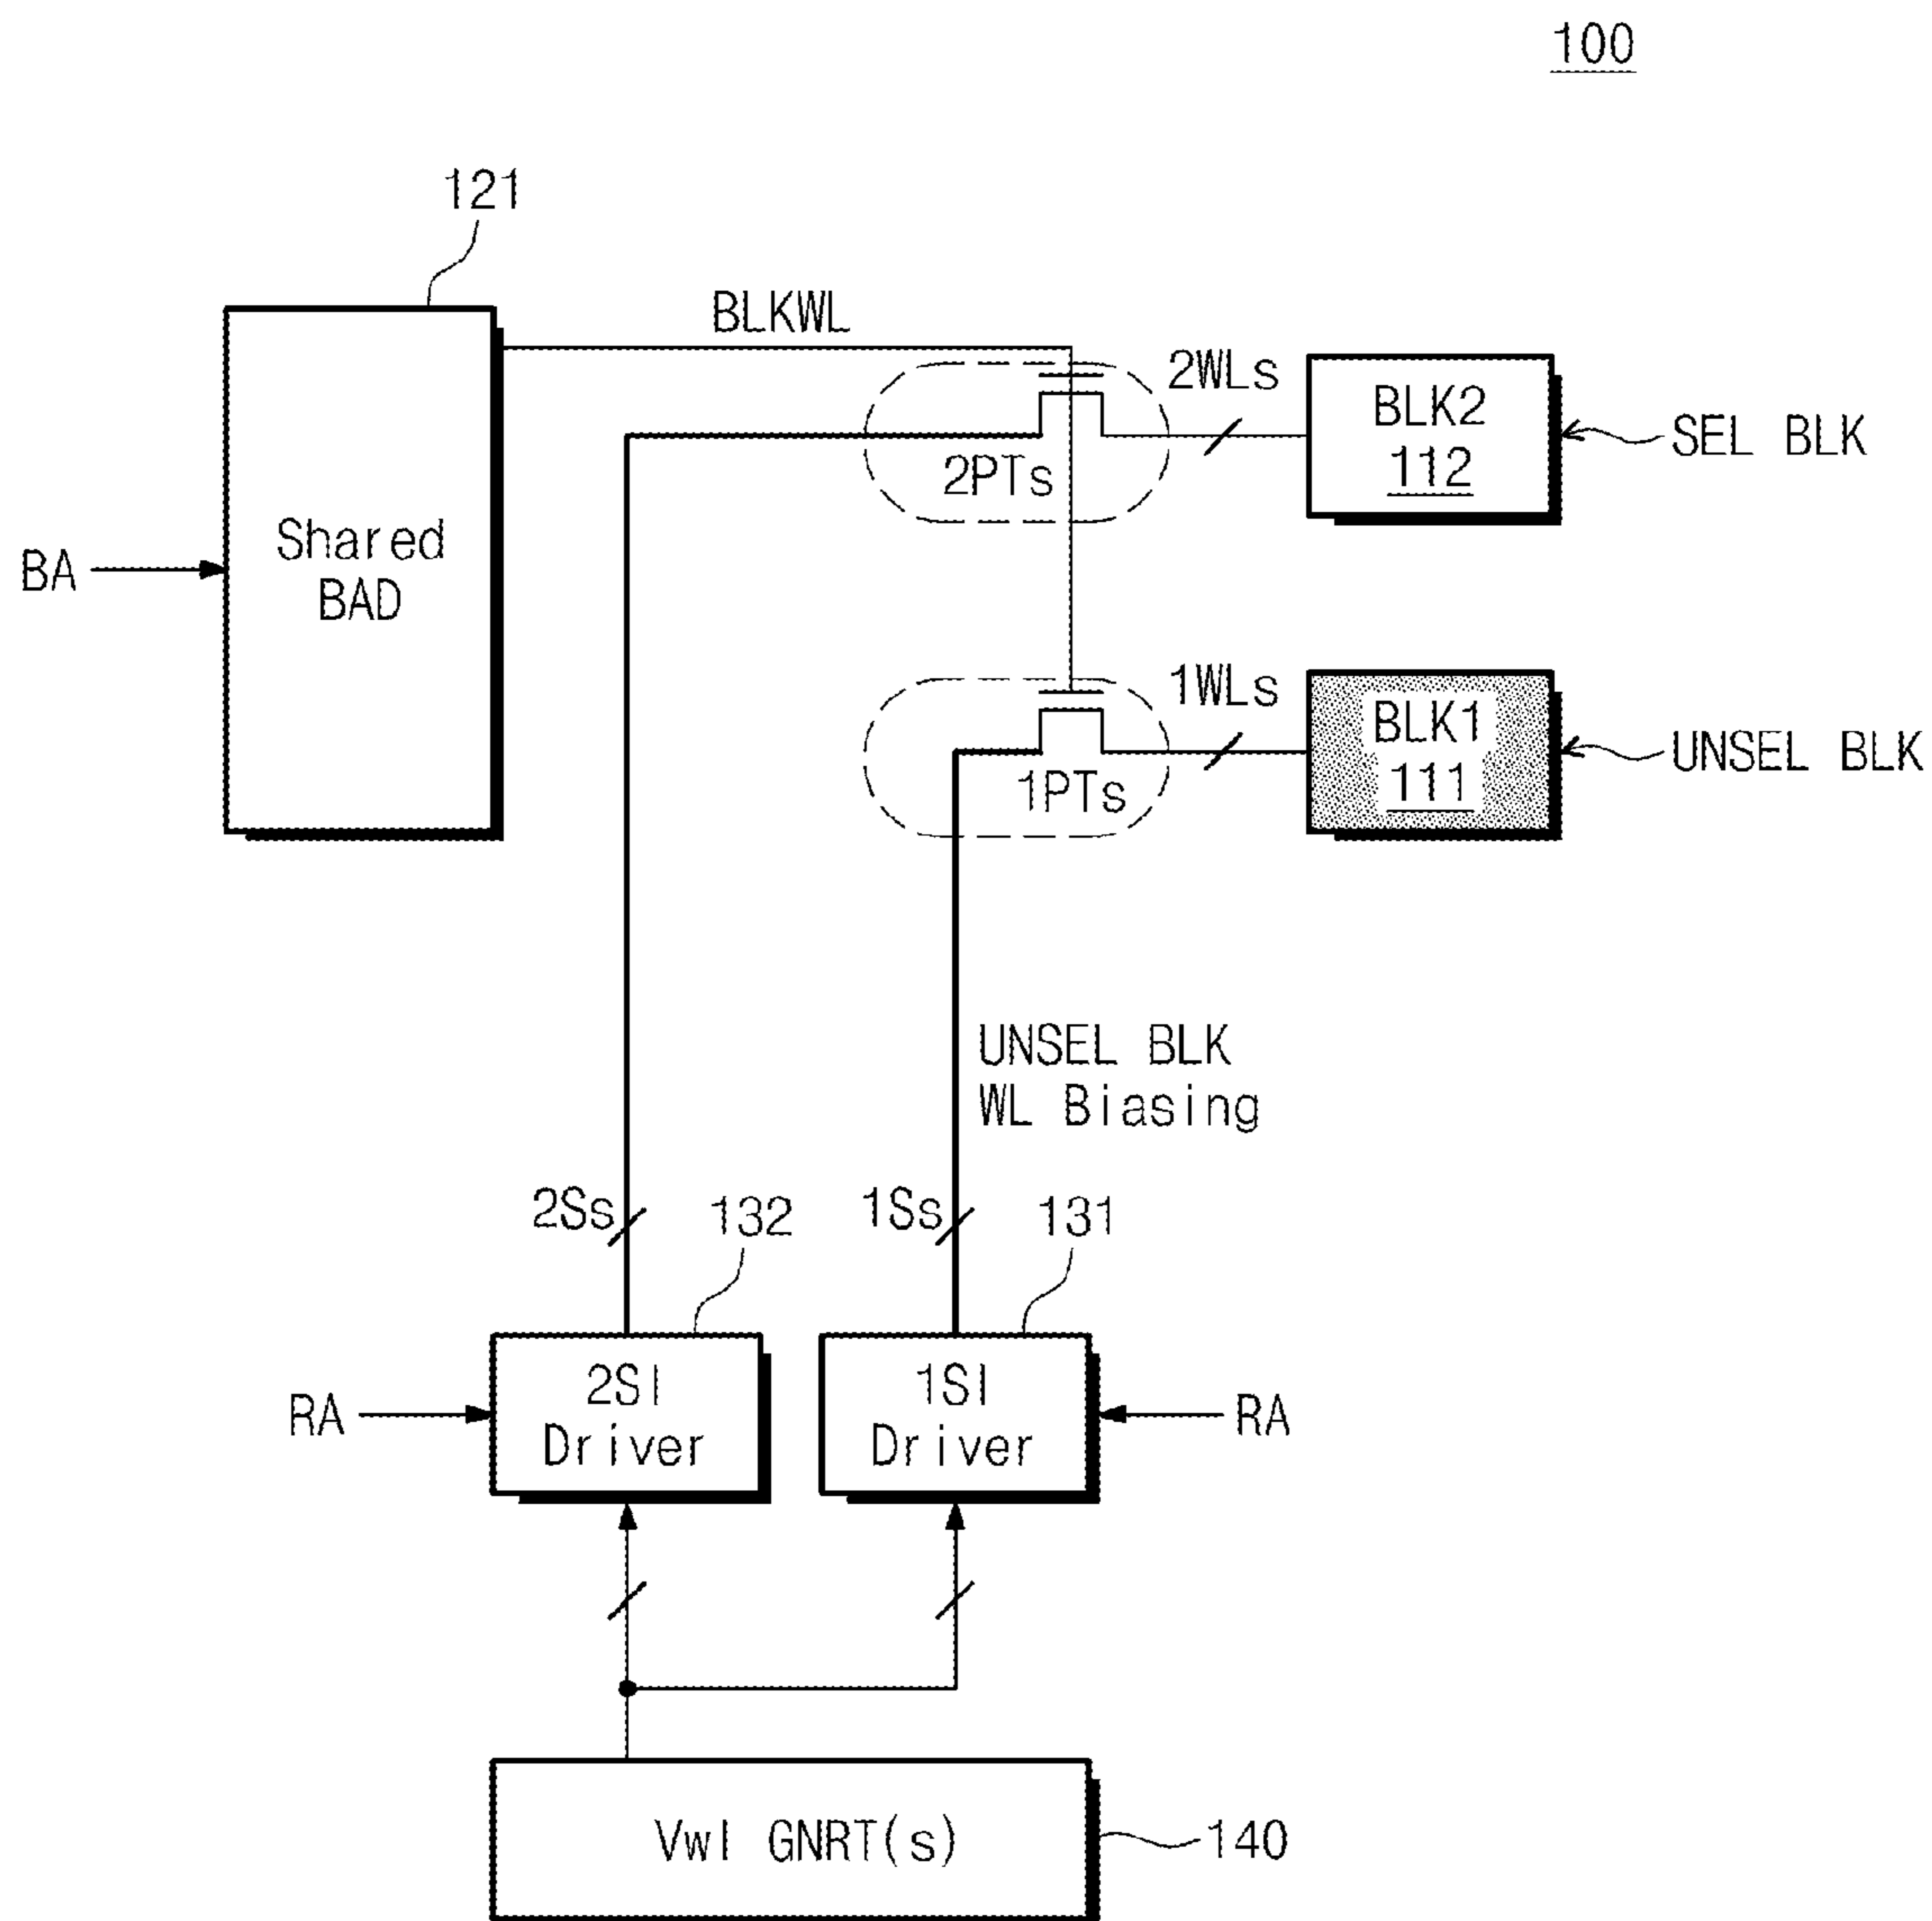 100
121
BLKWL
2WLs
BLK2
112
SEL BLK
2PTs
Shared
BAD
BA
1WLs
BLK1
111
UNSEL BLK
1PTs
UNSEL BLK
WL Biasing
2Ss
132
1Ss
131
RA
2SI
Driver
1SI
Driver
RA
Vwl GNRT(s)
140